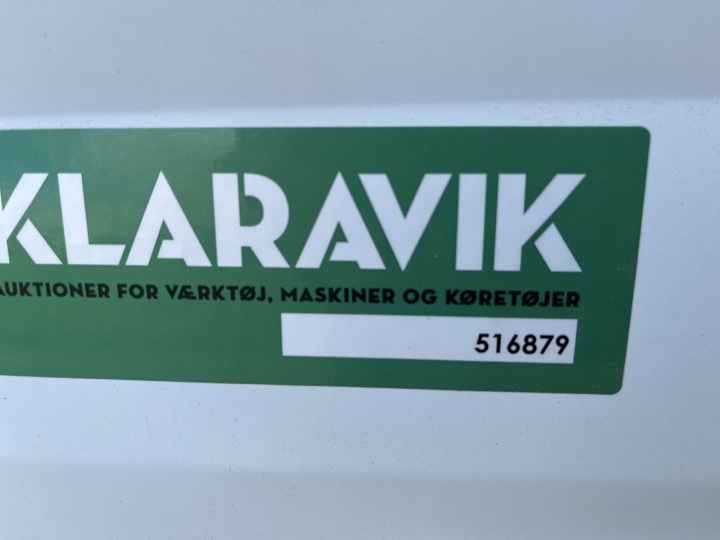 KLARAVIK
AUKTIONER FOR VÆRKTØJ, MASKINER OG KØRETØJER
516879